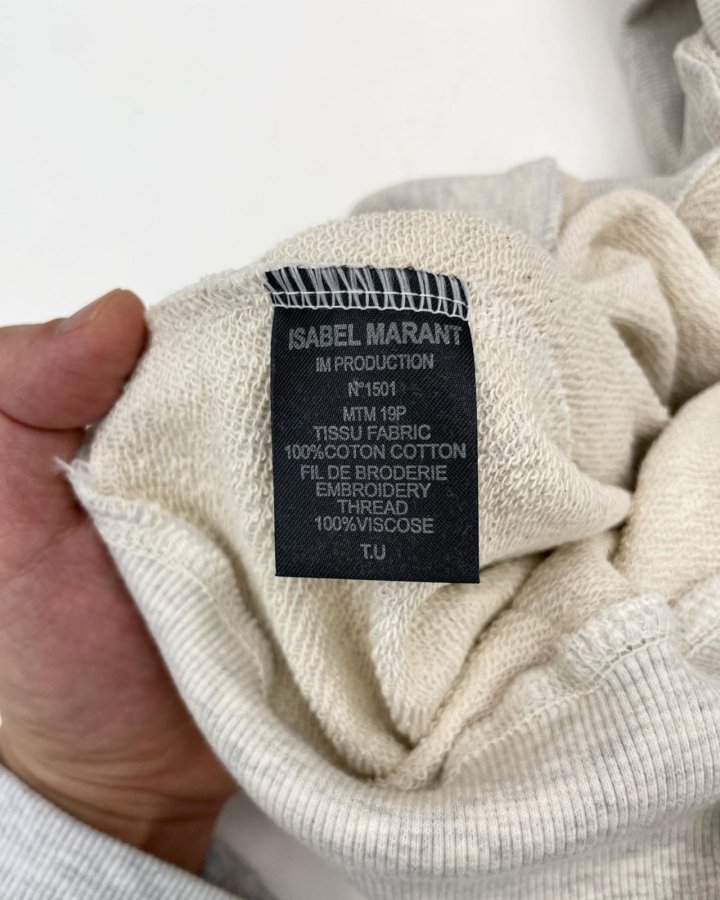 ISABEL MARANT
IM PRODUCTION
N°1501
MTM 19P
TISSU FABRIC
100%COTON COTTON
FIL DE BRODERIE
EMBROIDERY
THREAD
100%VISCOSE
T.U